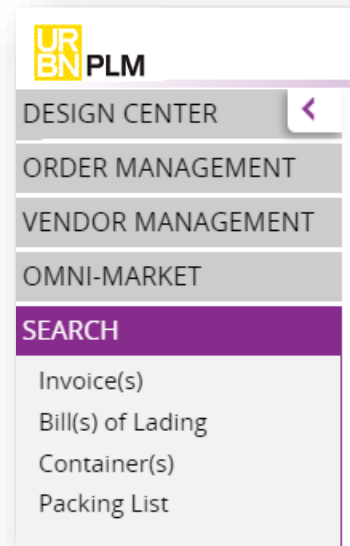 UR
BN PLM
DESIGN CENTER
ORDER MANAGEMENT
VENDOR MANAGEMENT
OMNI-MARKET
SEARCH
Invoice(s)
Bill(s) of Lading
Container(s)
Packing List